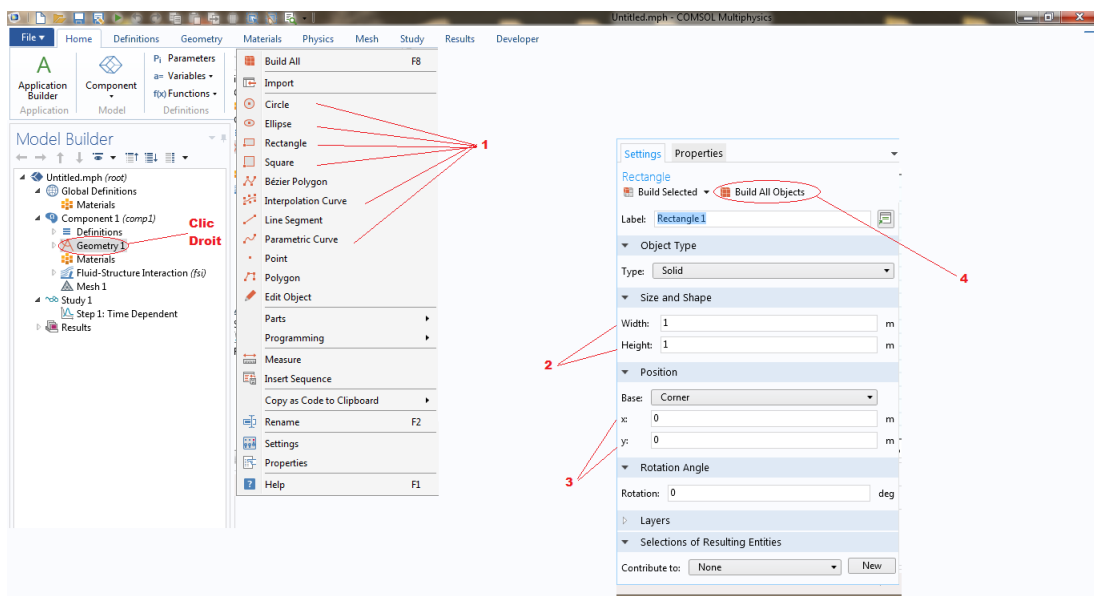 Untitled.mph - COMSOL Multiphysics
File Home Definitions Geometry Materials Physics Mesh Study Results Developer
Application Builder
Component
Pi Parameters
a= Variables
f(x) Functions
Application Model Definitions
Model Builder
Untitled.mph (root)
Global Definitions
Materials
Component 1 (comp1)
Definitions
Geometry 1
Materials
Fluid-Structure Interaction (fsi)
Mesh 1
Study 1
Step 1: Time Dependent
Results
Clic
Droit
Build All F8
Import
Circle
Ellipse
Rectangle
Square
Bézier Polygon
Interpolation Curve
Line Segment
Parametric Curve
Point
Polygon
Edit Object
Parts
Programming
Measure
Insert Sequence
Copy as Code to Clipboard
Rename F2
Settings
Properties
Help F1
1
Settings Properties
Rectangle
Build Selected Build All Objects
Label: Rectangle 1
Object Type
Type: Solid
4
Size and Shape
Width: 1 m
Height: 1 m
2
Position
Base: Corner
x: 0 m
y: 0 m
3
Rotation Angle
Rotation: 0 deg
Layers
Selections of Resulting Entities
Contribute to: None New